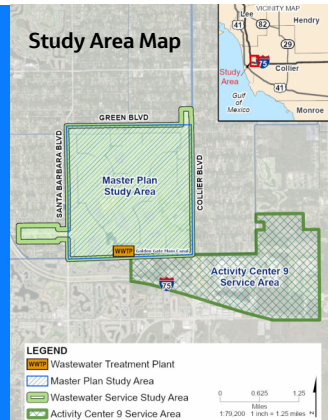 Study Area Map
VICINITY MAP
Lee
Hendry
41
82
29
75
Collier
Study
Area
41
Gulf
of
Mexico
Monroe
GREEN BLVD
SANTA BARBARA BLVD
COLLIER BLVD
Master Plan
Study Area
WWTP
Golden Gate Main Canal
Activity Center 9
Service Area
75
LEGEND
WWTP Wastewater Treatment Plant
Master Plan Study Area
Wastewater Service Study Area
Activity Center 9 Service Area
0 0.625 1.25
Miles
1:79,200 1 inch = 1.25 miles